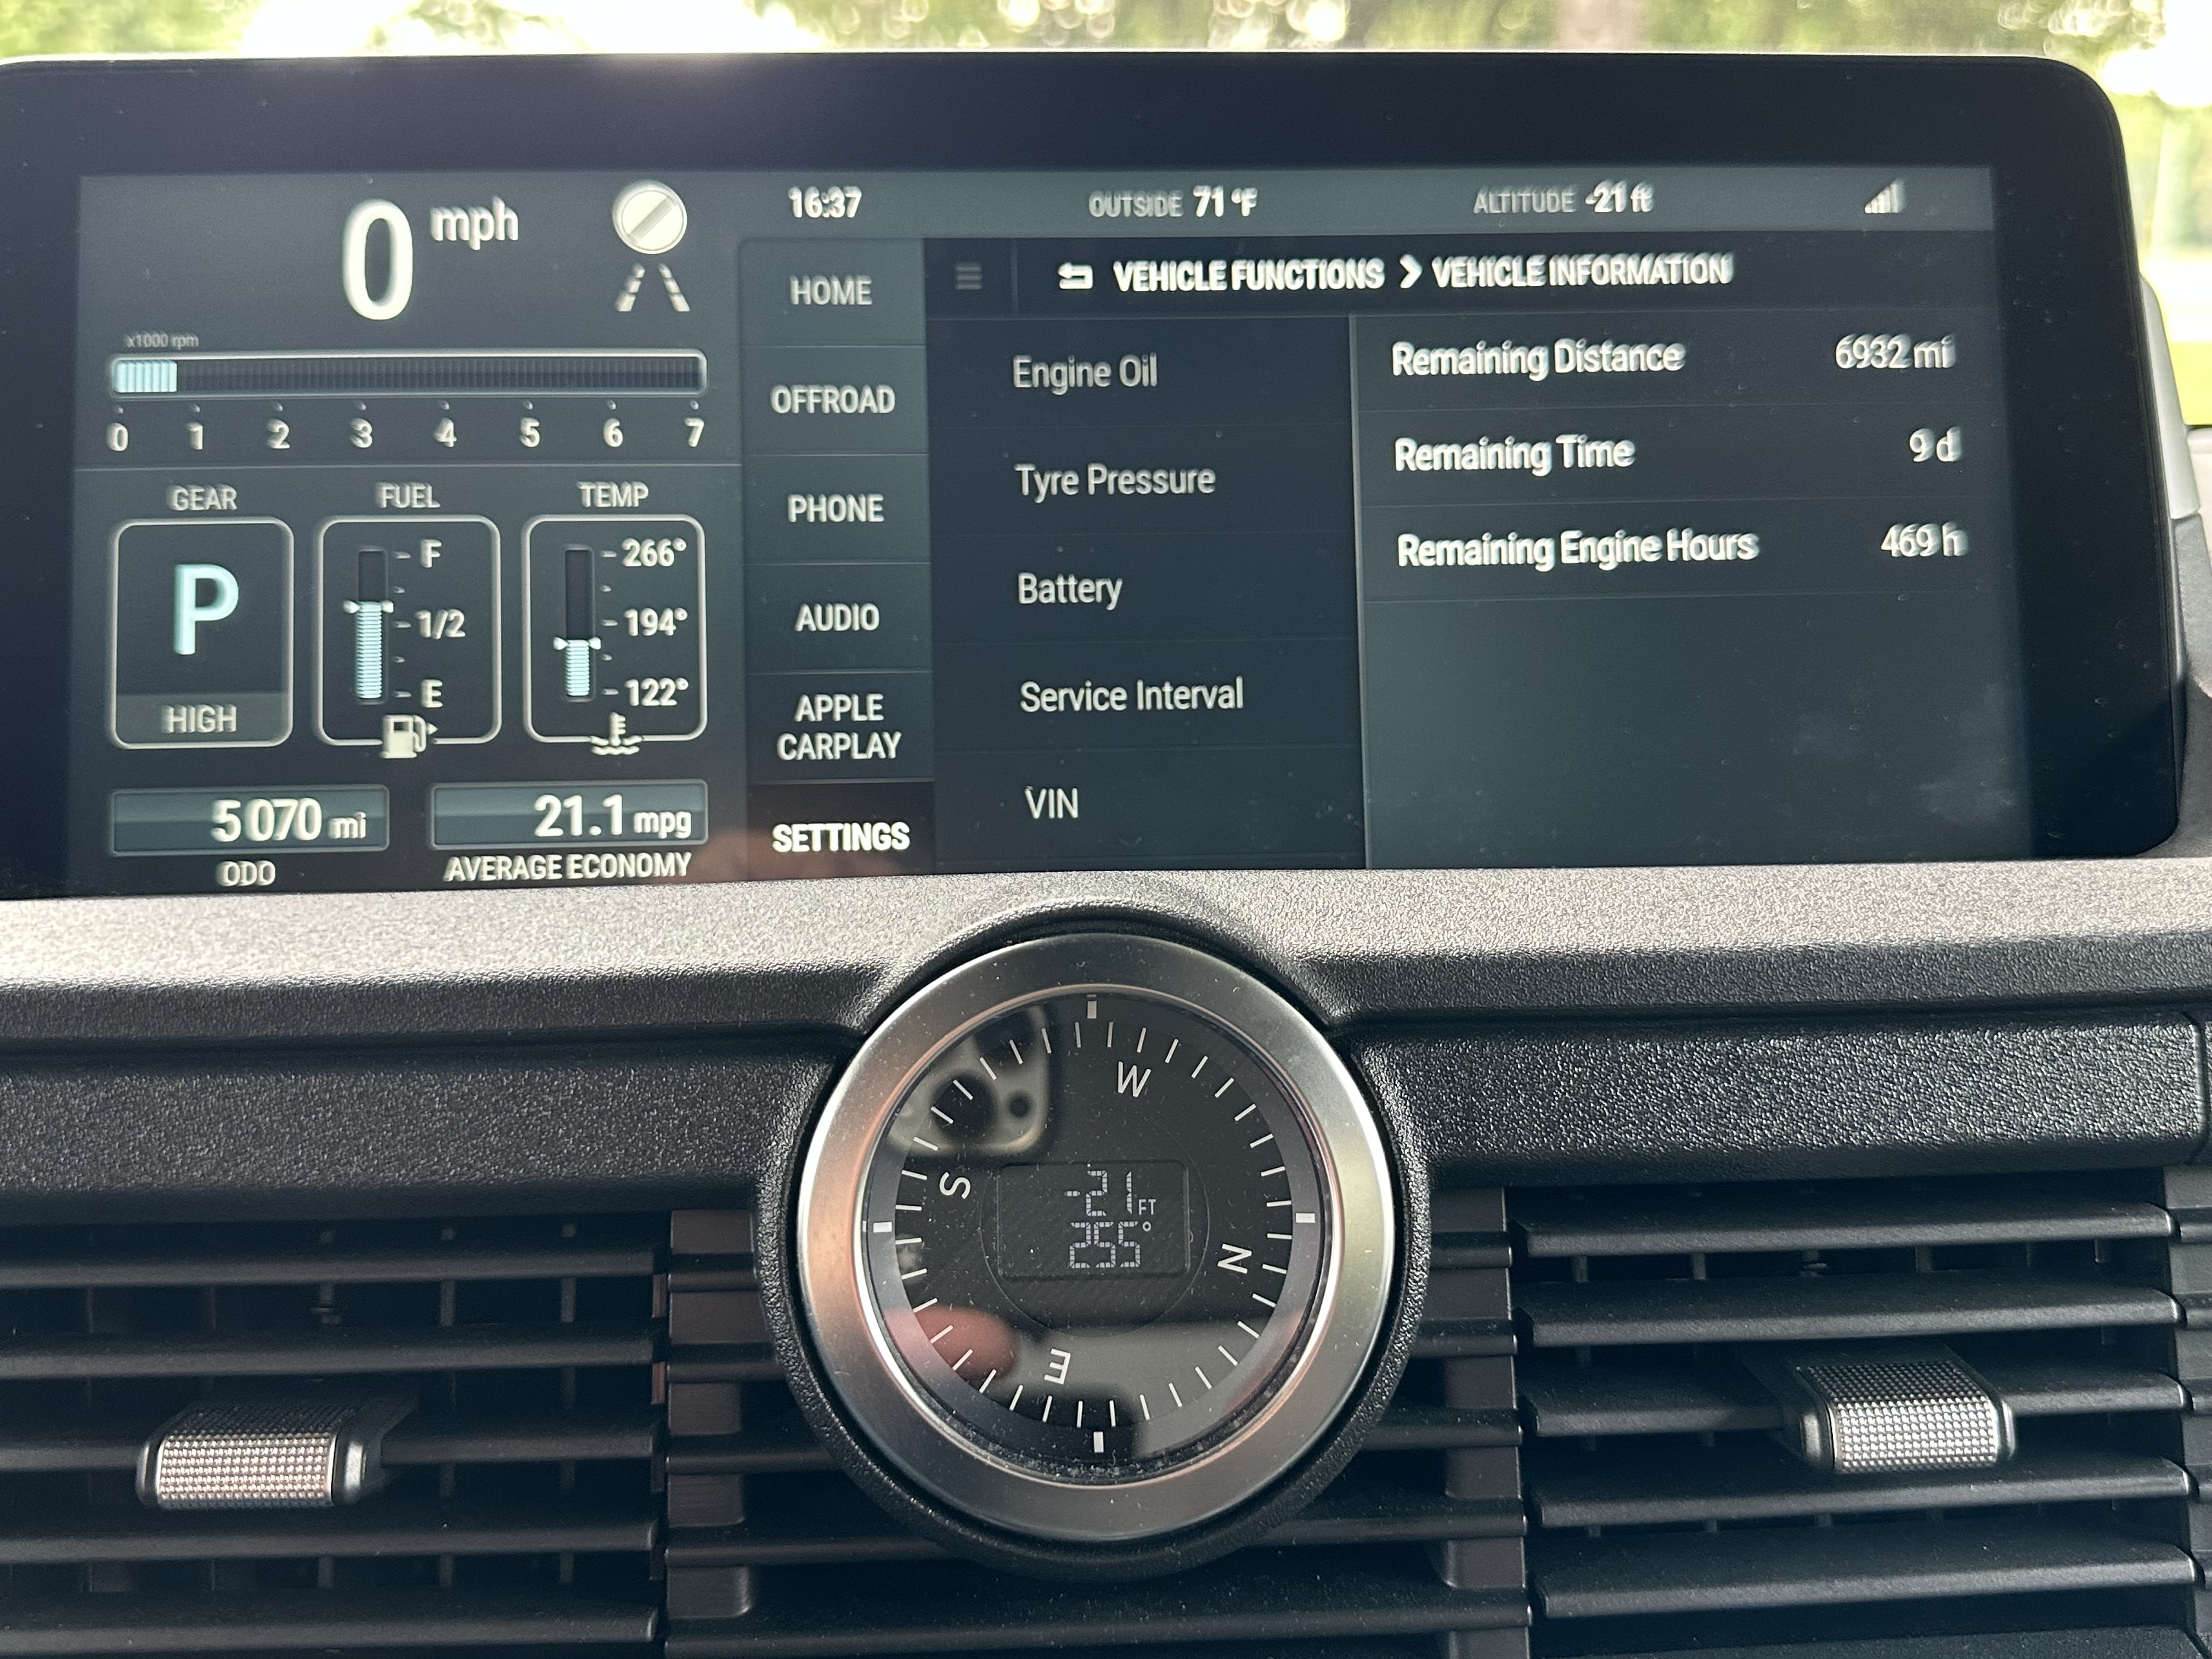 0 mph
x1000 rpm
0 1 2 3 4 5 6 7
GEAR FUEL TEMP
P
HIGH
F
1/2
E
266°
194°
122°
5070 mi
ODO
21.1 mpg
AVERAGE ECONOMY
16:37 OUTSIDE 71 °F ALTITUDE -21 ft
HOME
OFFROAD
PHONE
AUDIO
APPLE
CARPLAY
SETTINGS
VEHICLE FUNCTIONS > VEHICLE INFORMATION
Engine Oil
Tyre Pressure
Battery
Service Interval
VIN
Remaining Distance 6932 mi
Remaining Time 9 d
Remaining Engine Hours 469 h
W
S
N
E
-21 FT
255°